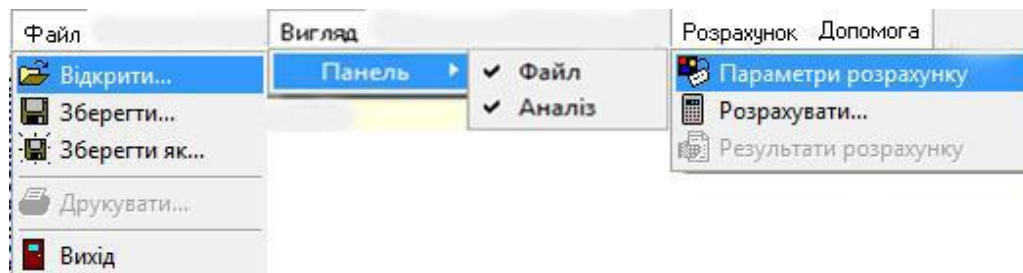 Файл
Відкрити...
Зберегти...
Зберегти як...
Друкувати...
Вихід
Вигляд
Панель
Файл
Аналіз
Розрахунок Допомога
Параметри розрахунку
Розрахувати...
Результати розрахунку